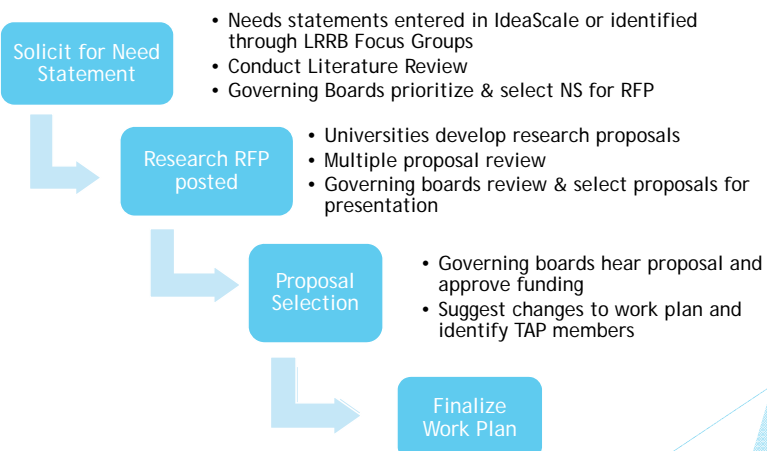 Solicit for Need
Statement
• Needs statements entered in IdeaScale or identified
through LRRB Focus Groups
• Conduct Literature Review
• Governing Boards prioritize & select NS for RFP
Research RFP
posted
• Universities develop research proposals
• Multiple proposal review
• Governing boards review & select proposals for
presentation
Proposal
Selection
• Governing boards hear proposal and
approve funding
• Suggest changes to work plan and
identify TAP members
Finalize
Work Plan